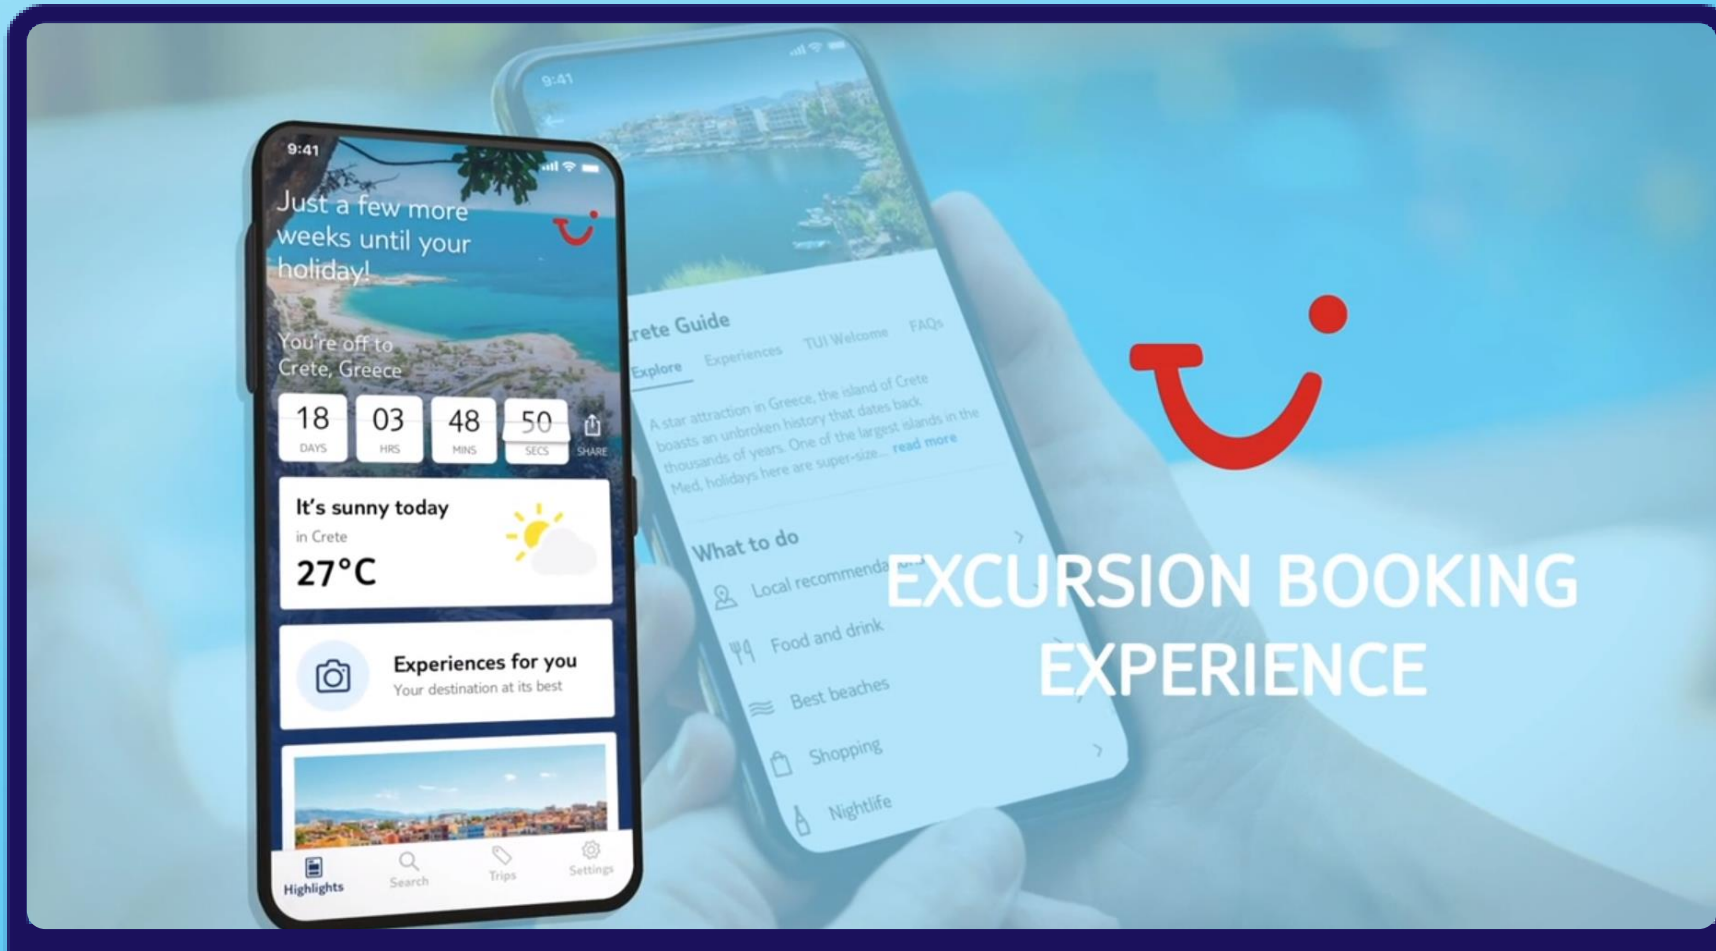 9:41
Just a few more
weeks until your
holiday!
You're off to
Crete, Greece
18
DAYS
03
HRS
48
MINS
50
SECS
SHARE
It's sunny today
in Crete
27°C
Experiences for you
Your destination at its best
Highlights
Search
Trips
Settings
9:41
rete Guide
Explore
Experiences
TUI Welcome
FAQs
A star attraction in Greece, the island of Crete
boasts an unbroken history that dates back
thousands of years. One of the largest islands in the
Med, holidays here are super-size... read more
What to do
Local
Food and drink
Best beaches
Shopping
Nightlife
EXCURSION BOOKING
EXPERIENCE